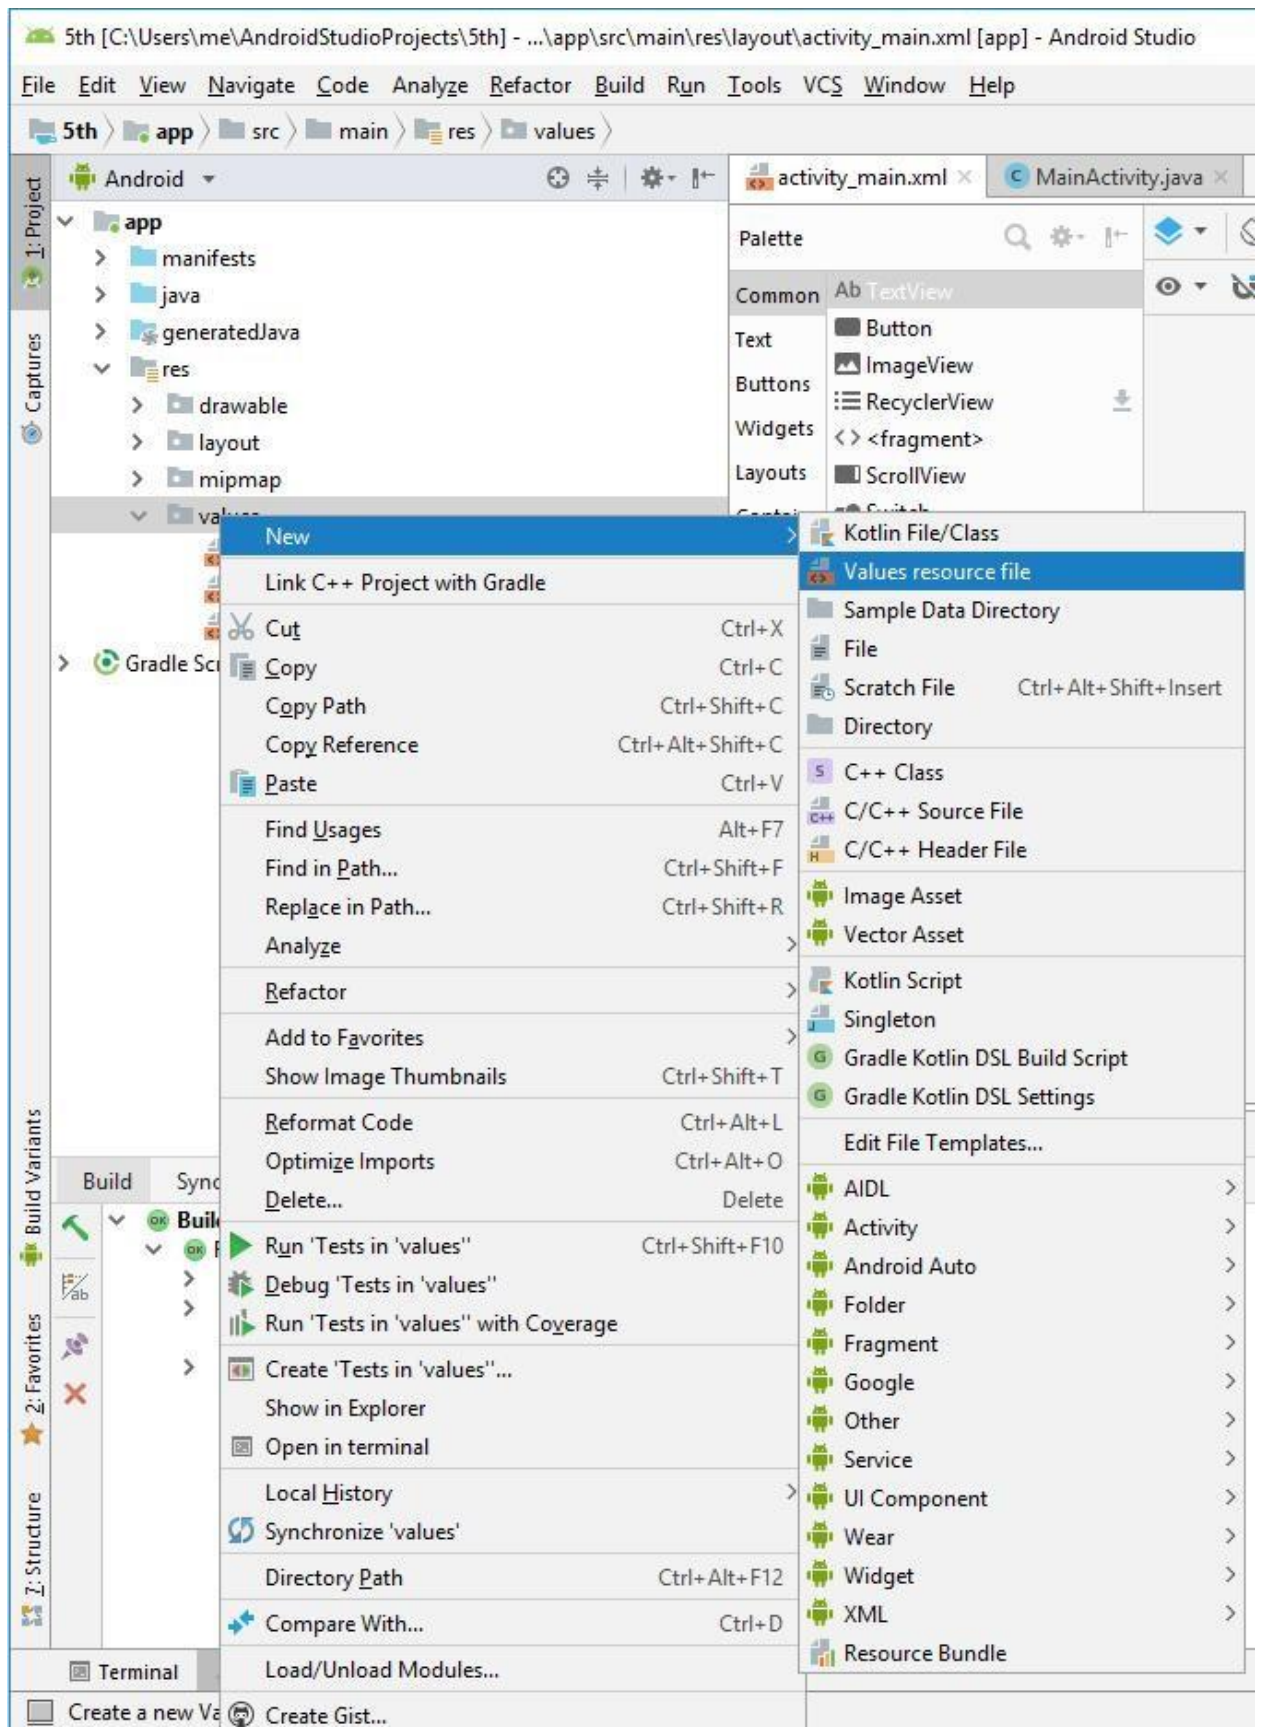 5th [C:\Users\me\AndroidStudioProjects\5th] - ...\app\src\main\res\layout\activity_main.xml [app] - Android Studio
File Edit View Navigate Code Analyze Refactor Build Run Tools VCS Window Help
5th app src main res values
1: Project
Captures
Build Variants
2: Favorites
7: Structure
Android
app
manifests
java
generatedJava
res
drawable
layout
mipmap
Gradle
activity_main.xml MainActivity.java
Palette
Common
Text
Buttons
Widgets
Layouts
Ab TextView
Button
ImageView
RecyclerView
<fragment>
ScrollView
Switch
New
Link C++ Project with Gradle
Cut Ctrl+X
Copy Ctrl+C
Copy Path Ctrl+Shift+C
Copy Reference Ctrl+Alt+Shift+C
Paste Ctrl+V
Find Usages Alt+F7
Find in Path... Ctrl+Shift+F
Replace in Path... Ctrl+Shift+R
Analyze
Refactor
Add to Favorites
Show Image Thumbnails Ctrl+Shift+T
Reformat Code Ctrl+Alt+L
Optimize Imports Ctrl+Alt+O
Delete... Delete
Run 'Tests in 'values'' Ctrl+Shift+F10
Debug 'Tests in 'values''
Run 'Tests in 'values'' with Coverage
Create 'Tests in 'values''...
Show in Explorer
Open in terminal
Local History
Synchronize 'values'
Directory Path Ctrl+Alt+F12
Compare With... Ctrl+D
Load/Unload Modules...
Create Gist...
Kotlin File/Class
Values resource file
Sample Data Directory
File
Scratch File Ctrl+Alt+Shift+Insert
Directory
S C++ Class
C++ C/C++ Source File
H C/C++ Header File
Image Asset
Vector Asset
Kotlin Script
J Singleton
G Gradle Kotlin DSL Build Script
G Gradle Kotlin DSL Settings
Edit File Templates...
AIDL
Activity
Android Auto
Folder
Fragment
Google
Other
Service
UI Component
Wear
Widget
XML
Resource Bundle
Build
OK
OK
Terminal
Create a new